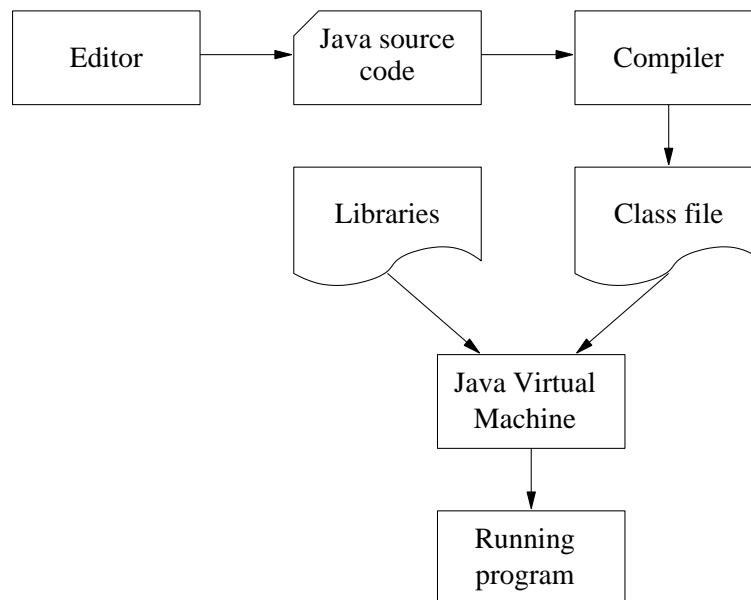 Editor
Java source
code
Compiler
Libraries
Class file
Java Virtual
Machine
Running
program